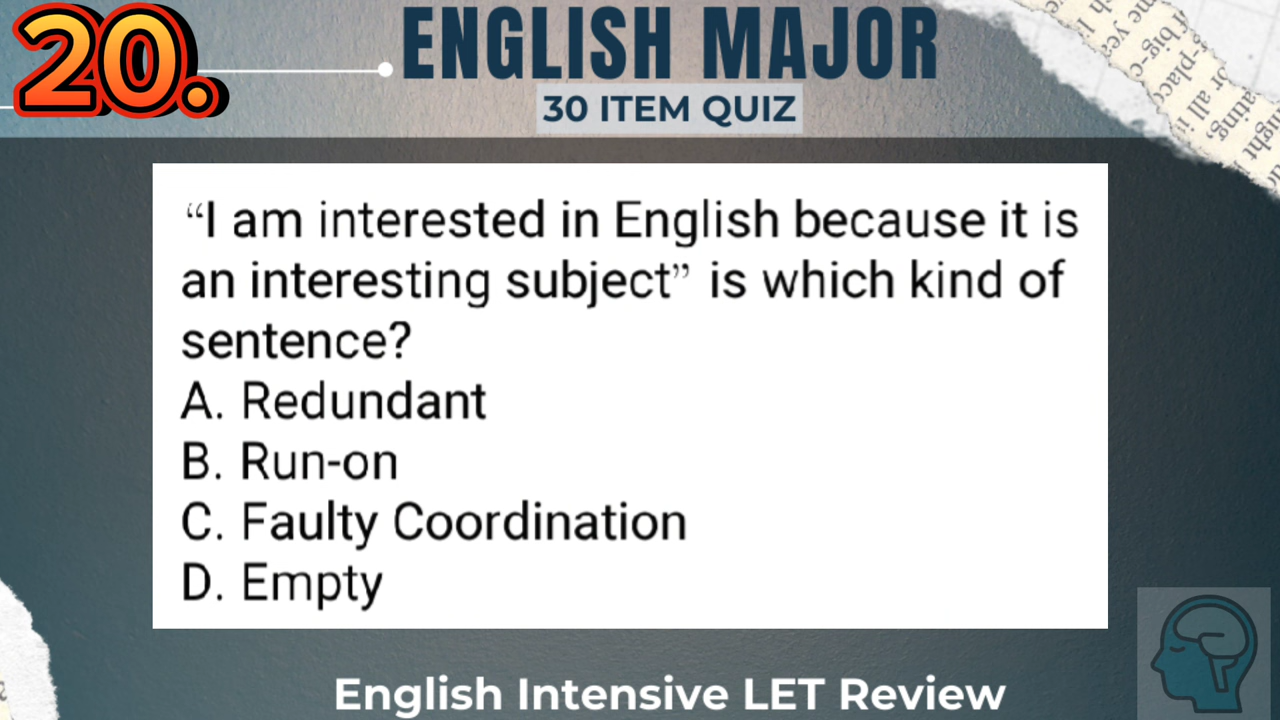 20.
ENGLISH MAJOR
30 ITEM QUIZ
“I am interested in English because it is
an interesting subject” is which kind of
sentence?
A. Redundant
B. Run-on
C. Faulty Coordination
D. Empty
English Intensive LET Review